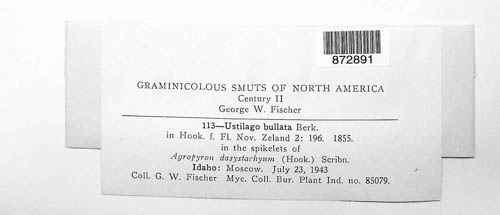 872891
GRAMINICOLOUS SMUTS OF NORTH AMERICA
Century II
George W. Fischer
113—Ustilago bullata Berk.
in Hook. f. Fl. Nov. Zeland 2: 196. 1855.
in the spikelets of
Agropyron dasystachyum (Hook.) Scribn.
Idaho: Moscow. July 23, 1943
Coll. G. W. Fischer Myc. Coll. Bur. Plant Ind. no. 85079.